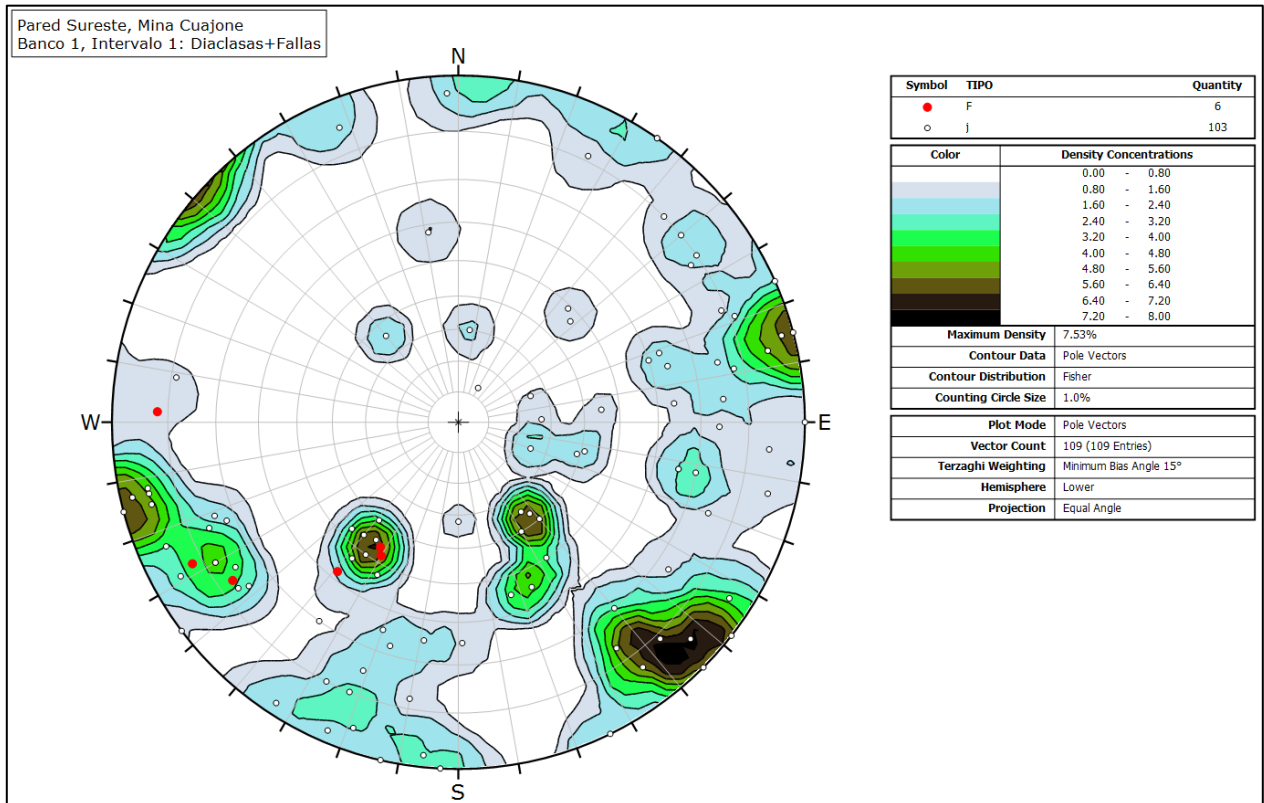 Pared Sureste, Mina Cuajone
Banco 1, Intervalo 1: Diaclasas+Fallas
N
W
E
S
Symbol TIPO Quantity
F 6
j 103
Color Density Concentrations
0.00 - 0.80
0.80 - 1.60
1.60 - 2.40
2.40 - 3.20
3.20 - 4.00
4.00 - 4.80
4.80 - 5.60
5.60 - 6.40
6.40 - 7.20
7.20 - 8.00
Maximum Density 7.53%
Contour Data Pole Vectors
Contour Distribution Fisher
Counting Circle Size 1.0%
Plot Mode Pole Vectors
Vector Count 109 (109 Entries)
Terzaghi Weighting Minimum Bias Angle 15°
Hemisphere Lower
Projection Equal Angle